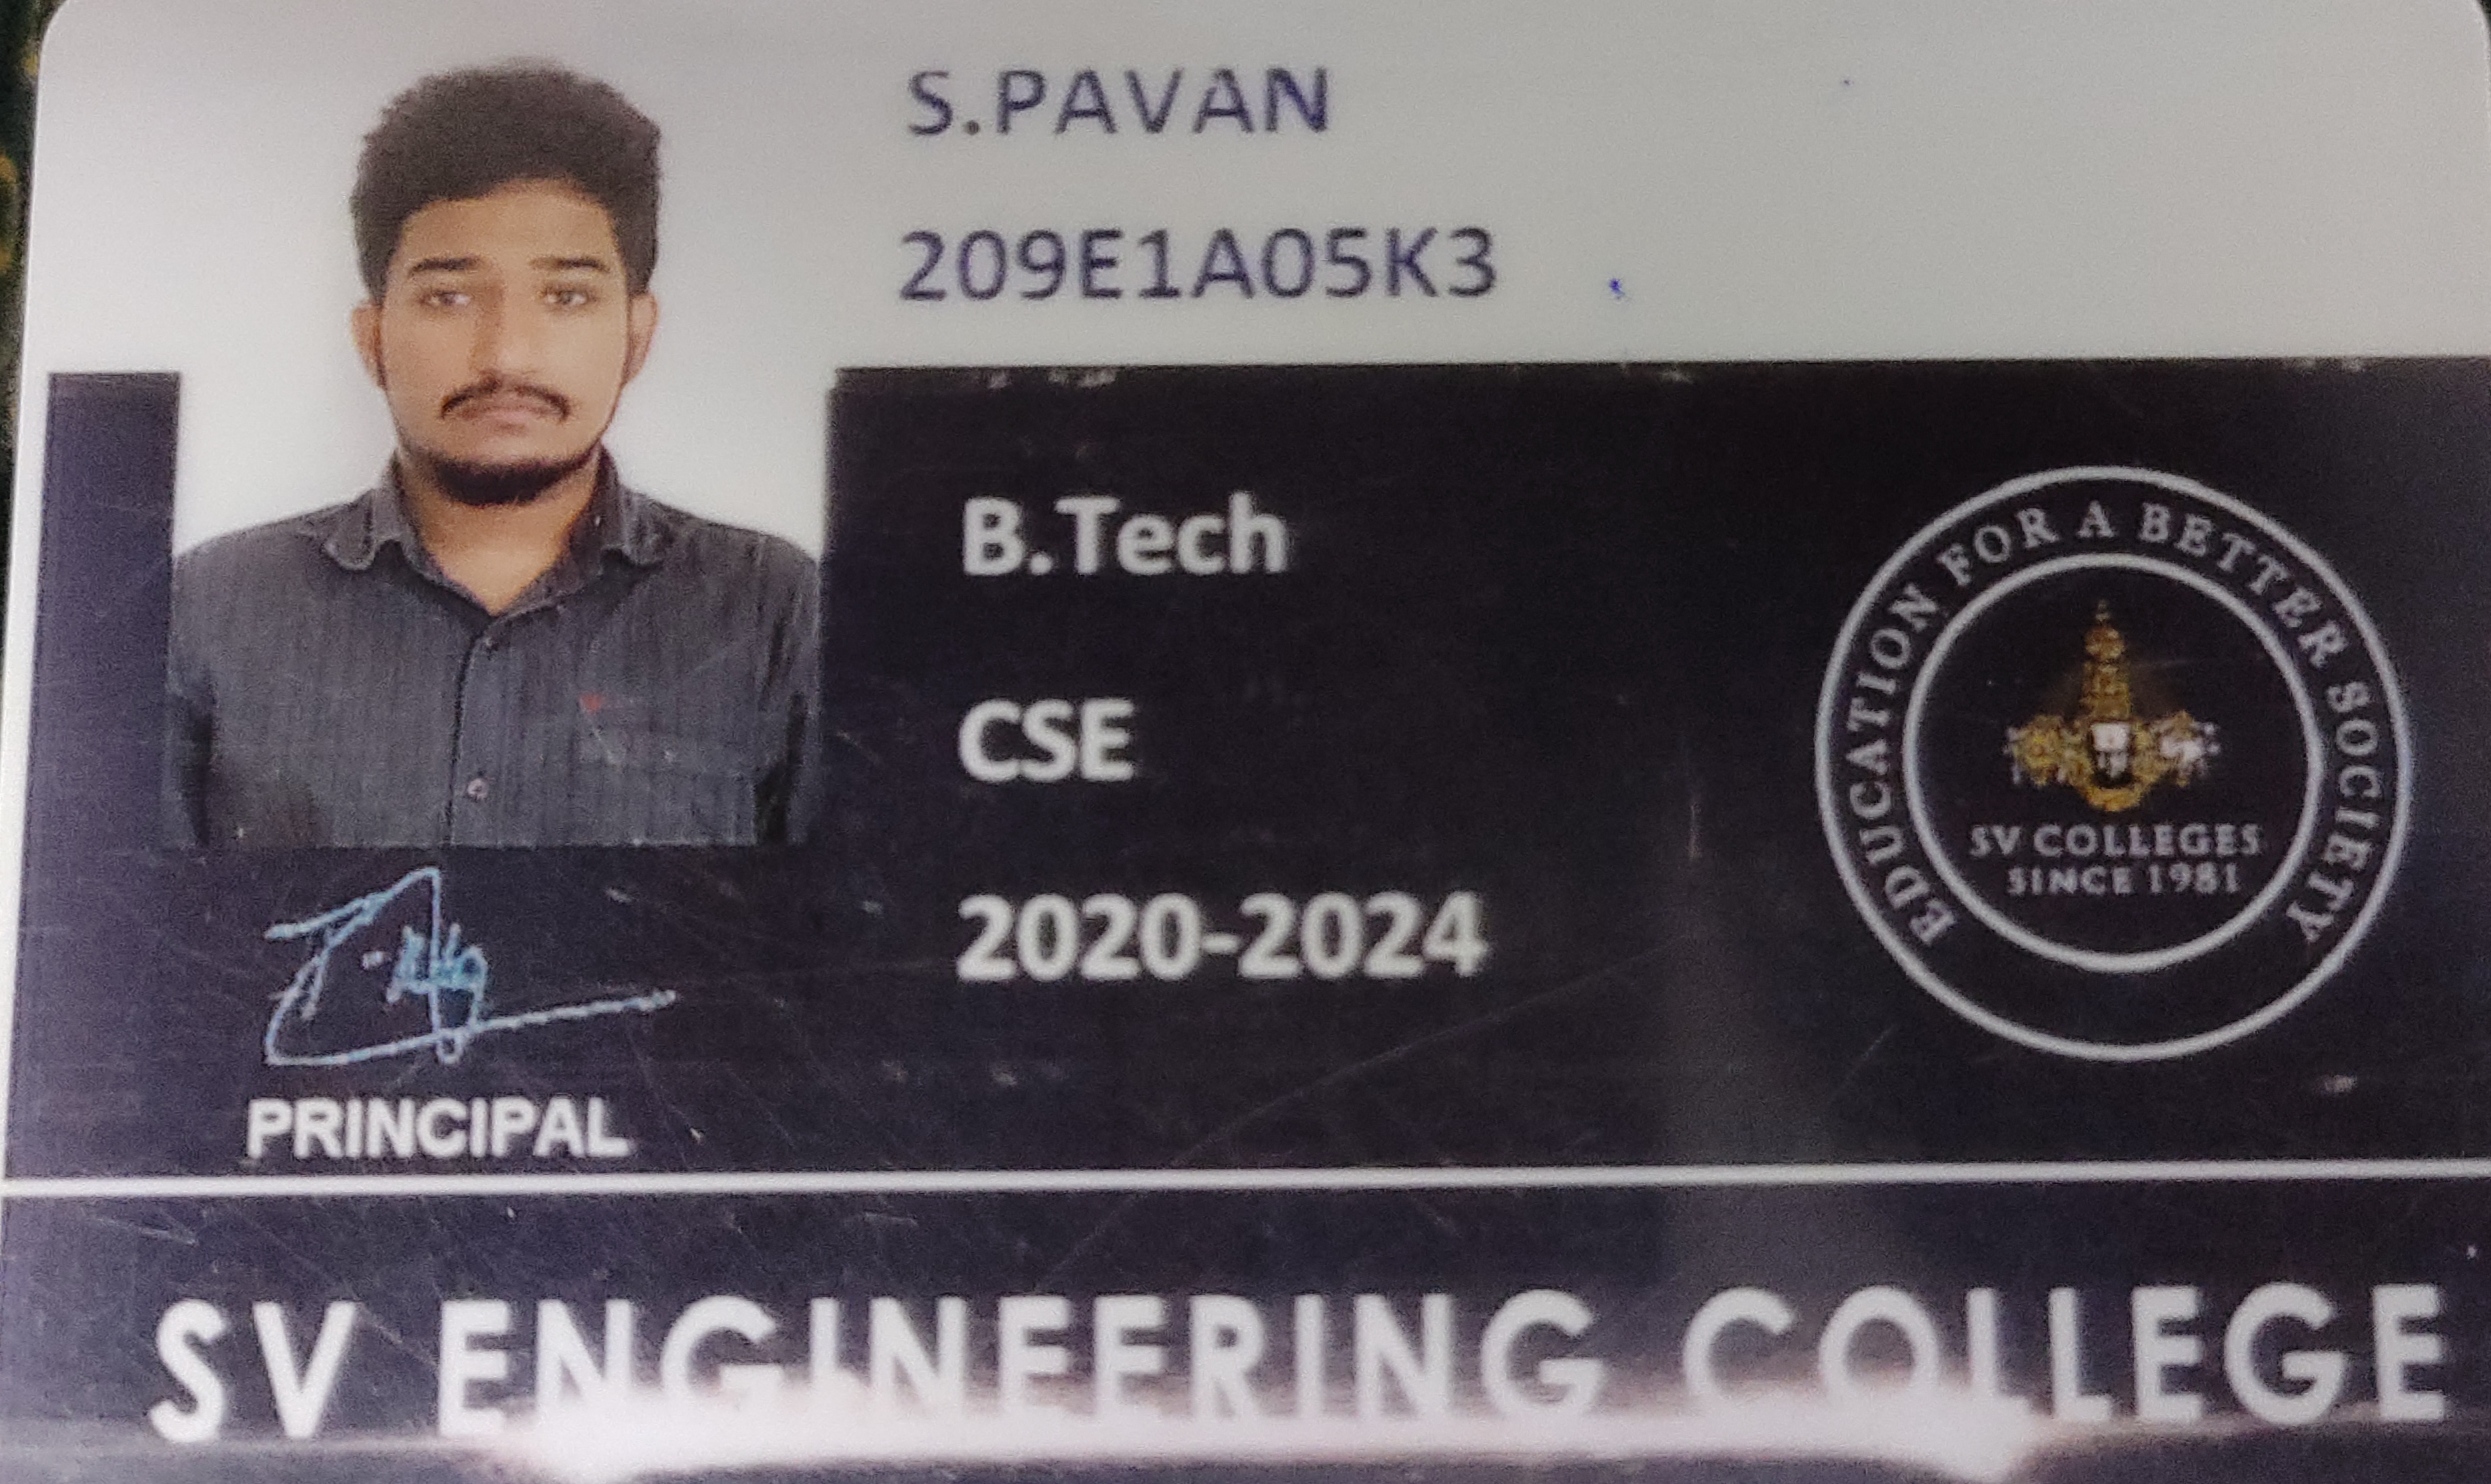 S.PAVAN
209E1A05K3
B.Tech
CSE
2020-2024
EDUCATION FOR A BETTER SOCIETY
SV COLLEGES
SINCE 1981
PRINCIPAL
SV ENGINEERING COLLEGE